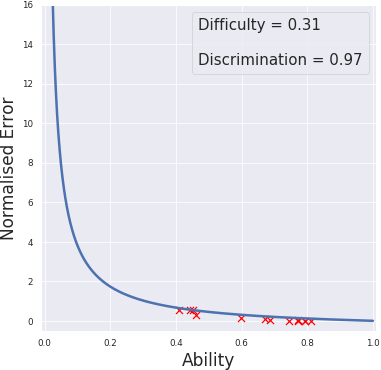 16
Difficulty = 0.31
Discrimination = 0.97
14
12
10
8
6
4
2
0
Normalised Error
0.0 0.2 0.4 0.6 0.8 1.0
Ability